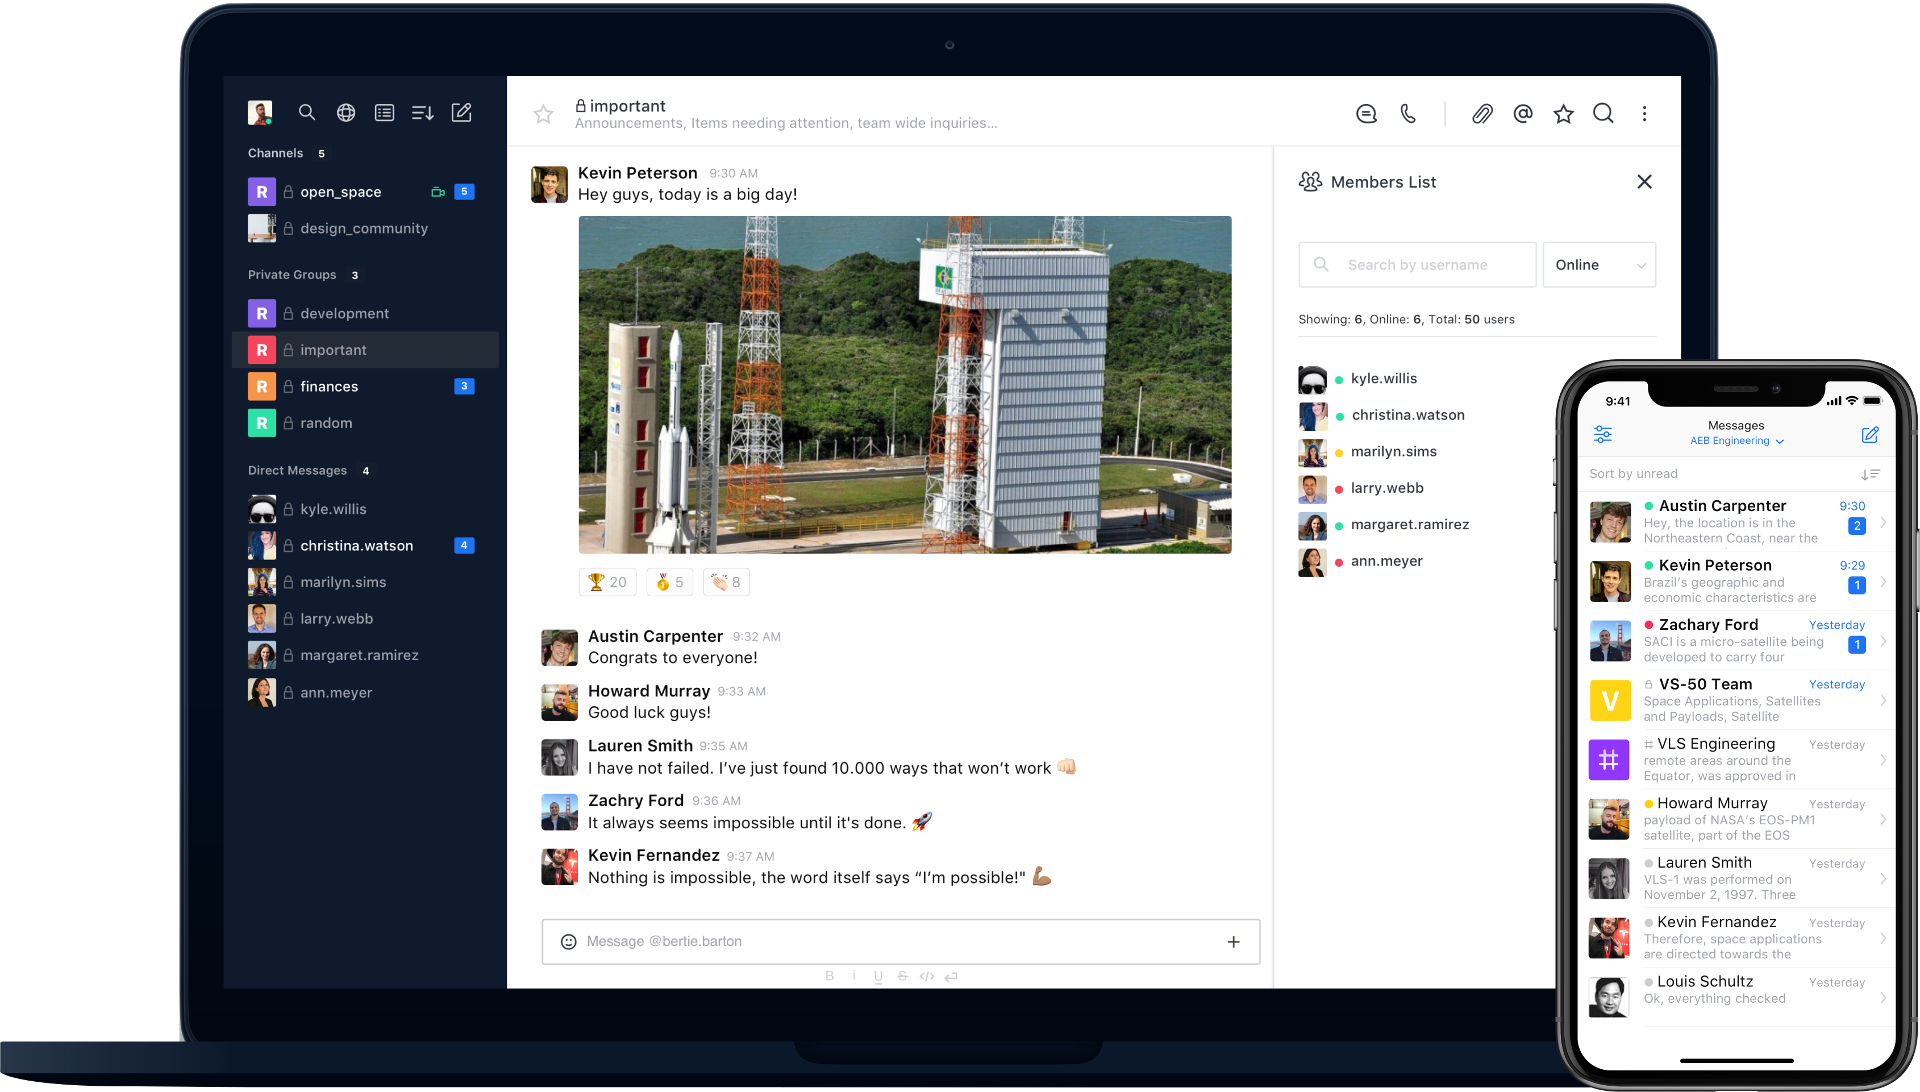 Channels 5
R open_space 5
design_community
Private Groups 3
R development
R important
R finances 3
R random
Direct Messages 4
kyle.willis
christina.watson 4
marilyn.sims
larry.webb
margaret.ramirez
ann.meyer
important
Announcements, Items needing attention, team wide inquiries...
Kevin Peterson 9:30 AM
Hey guys, today is a big day!
20 5 8
Austin Carpenter 9:32 AM
Congrats to everyone!
Howard Murray 9:33 AM
Good luck guys!
Lauren Smith 9:35 AM
I have not failed. I’ve just found 10.000 ways that won’t work
Zachry Ford 9:36 AM
It always seems impossible until it's done.
Kevin Fernandez 9:37 AM
Nothing is impossible, the word itself says “I’m possible!"
Message @bertie.barton
B i U S </>
Members List
Search by username Online
Showing: 6, Online: 6, Total: 50 users
kyle.willis
christina.watson
marilyn.sims
larry.webb
margaret.ramirez
ann.meyer
9:41
Messages
AEB Engineering
Sort by unread
Austin Carpenter 9:30
Hey, the location is in the 2
Northeastern Coast, near the
Kevin Peterson 9:29
Brazil’s geographic and 1
economic characteristics are
Zachary Ford Yesterday
SACI is a micro-satellite being 1
developed to carry four
V VS-50 Team Yesterday
Space Applications, Satellites
and Payloads, Satellite
# # VLS Engineering Yesterday
remote areas around the
Equator, was approved in
Howard Murray Yesterday
payload of NASA’s EOS-PM1
satellite, part of the EOS
Lauren Smith Yesterday
VLS-1 was performed on
November 2, 1997. Three
Kevin Fernandez Yesterday
Therefore, space applications
are directed towards the
Louis Schultz Yesterday
Ok, everything checked